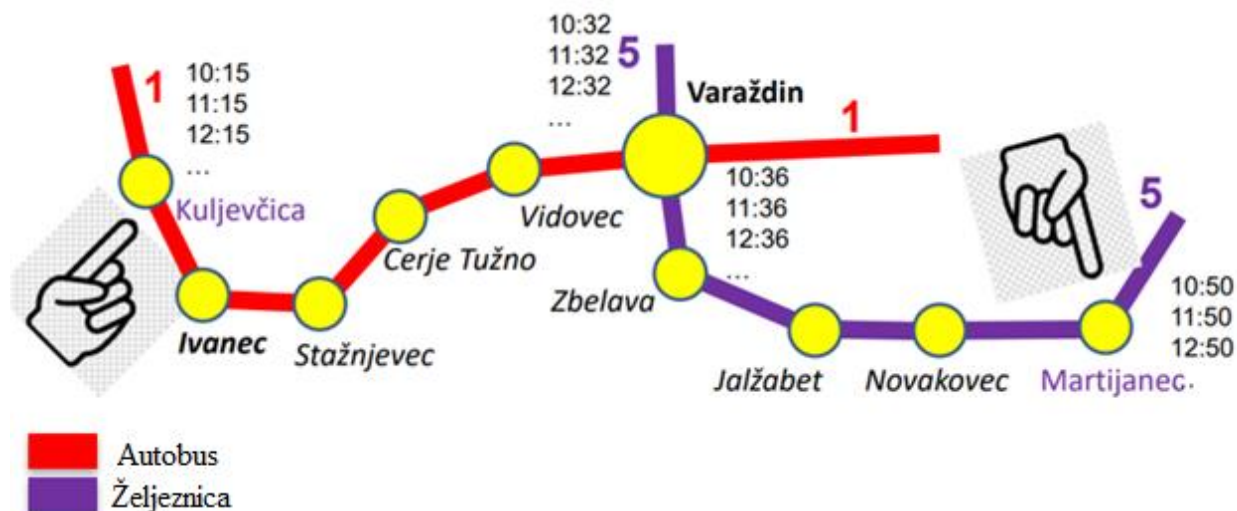 1
10:15
11:15
12:15
...
Kuljevčica
Ivanec
Stažnjevec
Cerje Tužno
Vidovec
10:32
11:32
12:32
...
5
Varaždin
1
10:36
11:36
12:36
...
Zbelava
Jalžabet
Novakovec
Martijanec..
5
10:50
11:50
12:50
Autobus
Željeznica